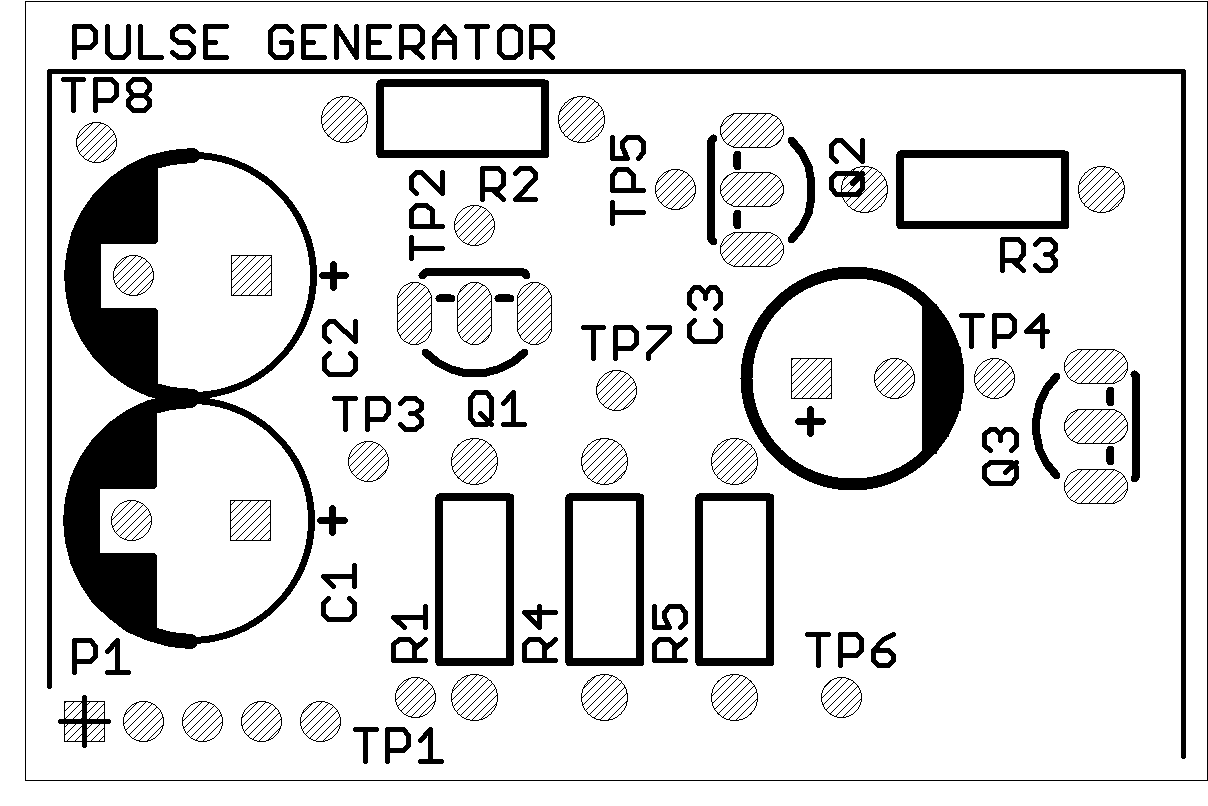 PULSE GENERATOR
TP8
R2
TP2
TP5
Q2
R3
C2
+
C3
TP7
TP4
TP3
Q1
+
Q3
C1
+
R1
R4
R5
P1
TP6
TP1